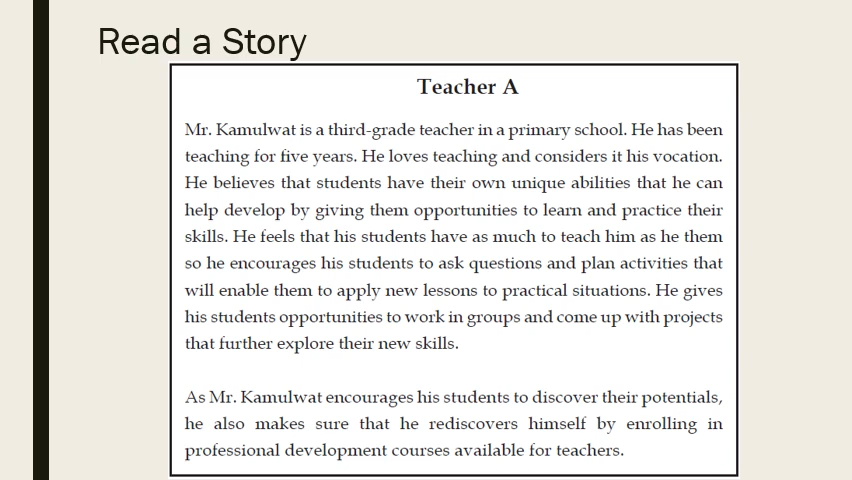 Read a Story
Teacher A
Mr. Kamulwat is a third-grade teacher in a primary school. He has been
teaching for five years. He loves teaching and considers it his vocation.
He believes that students have their own unique abilities that he can
help develop by giving them opportunities to learn and practice their
skills. He feels that his students have as much to teach him as he them
so he encourages his students to ask questions and plan activities that
will enable them to apply new lessons to practical situations. He gives
his students opportunities to work in groups and come up with projects
that further explore their new skills.
As Mr. Kamulwat encourages his students to discover their potentials,
he also makes sure that he rediscovers himself by enrolling in
professional development courses available for teachers.